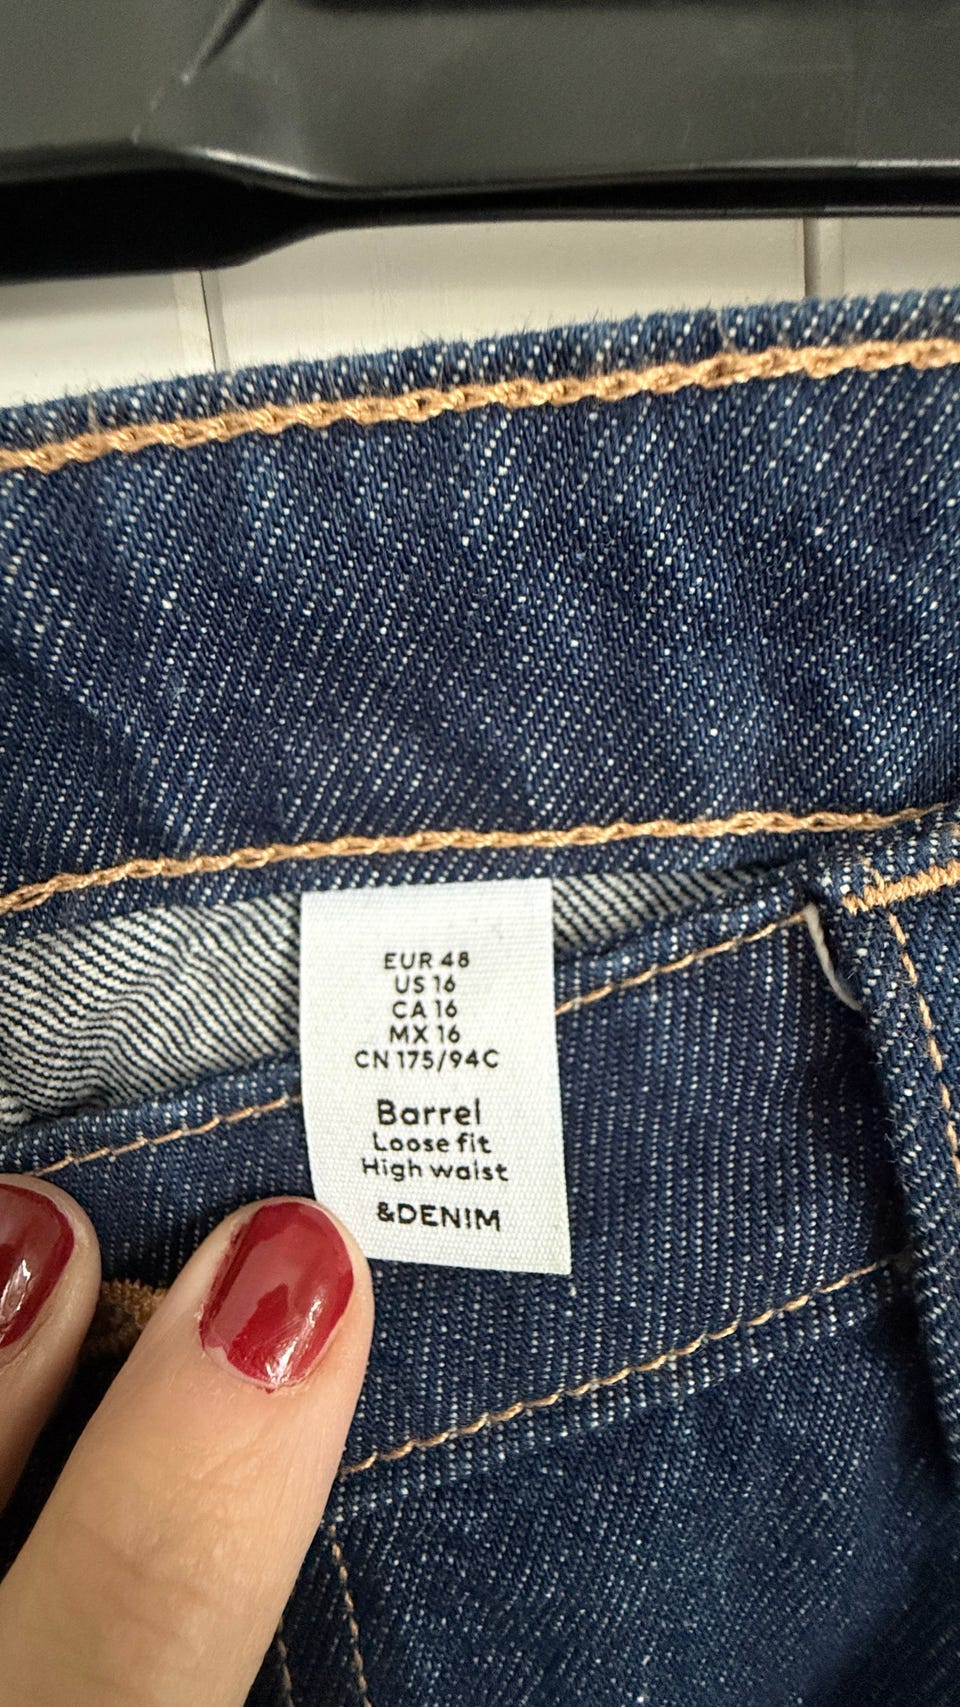 EUR 48
US 16
CA 16
MX 16
CN 175/94C
Barrel
Loose fit
High waist
&DENIM